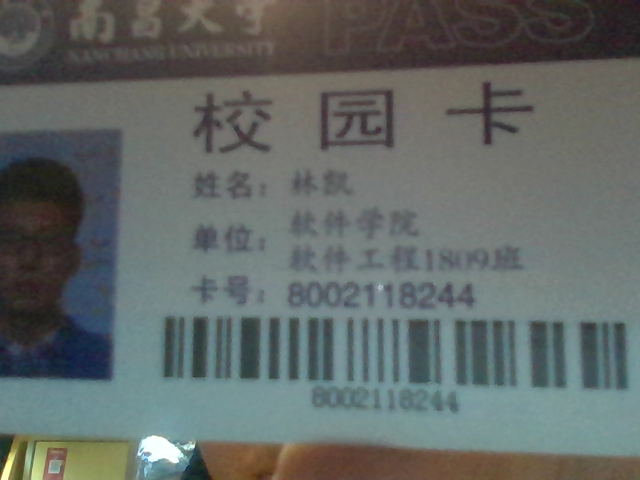 南昌大学
NANCHANG UNIVERSITY
PASS
校园卡
姓名：林凯
单位：软件学院
软件工程1809班
卡号：8002118244
8002118244